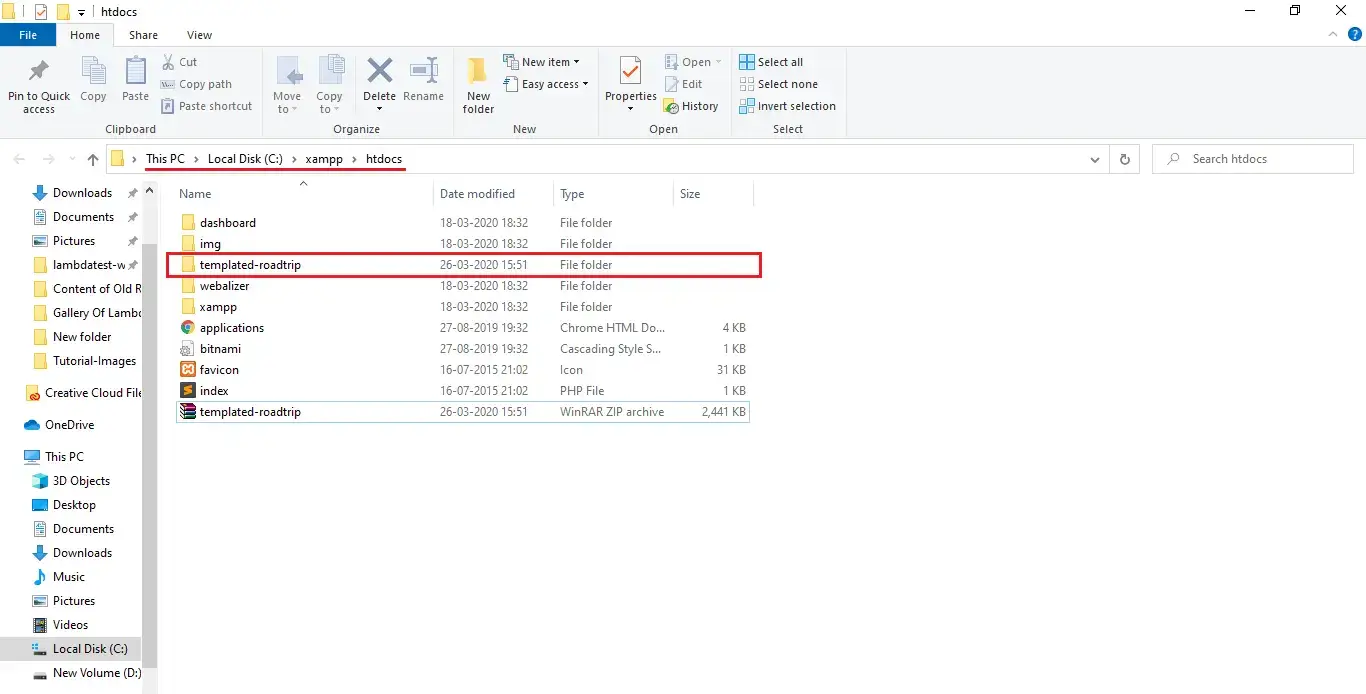 htdocs
File Home Share View
Pin to Quick access
Copy
Paste
Cut
Copy path
Paste shortcut
Clipboard
Move to
Copy to
Delete
Rename
Organize
New folder
New item
Easy access
New
Properties
Open
Edit
History
Open
Select all
Select none
Invert selection
Select
This PC > Local Disk (C:) > xampp > htdocs
Search htdocs
Downloads
Documents
Pictures
lambdatest-w
Content of Old R
Gallery Of Lambd
New folder
Tutorial-Images
Creative Cloud File
OneDrive
This PC
3D Objects
Desktop
Documents
Downloads
Music
Pictures
Videos
Local Disk (C:)
New Volume (D:)
Name Date modified Type Size
dashboard 18-03-2020 18:32 File folder
img 18-03-2020 18:32 File folder
templated-roadtrip 26-03-2020 15:51 File folder
webalizer 18-03-2020 18:32 File folder
xampp 18-03-2020 18:32 File folder
applications 27-08-2019 19:32 Chrome HTML Do... 4 KB
bitnami 27-08-2019 19:32 Cascading Style S... 1 KB
favicon 16-07-2015 21:02 Icon 31 KB
index 16-07-2015 21:02 PHP File 1 KB
templated-roadtrip 26-03-2020 15:51 WinRAR ZIP archive 2,441 KB